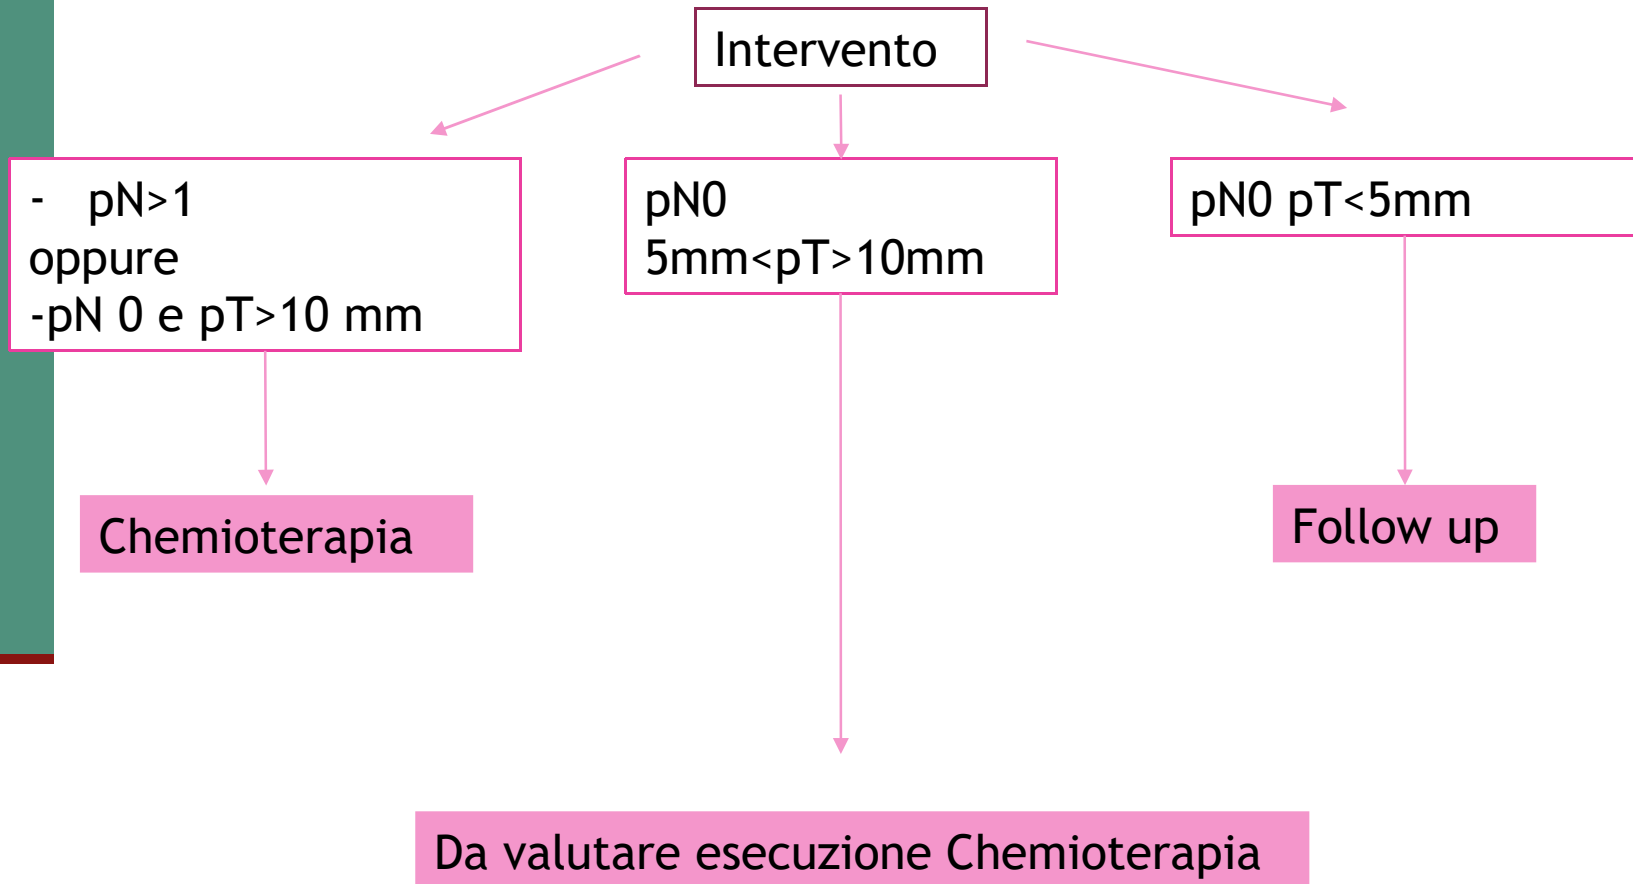 Intervento
- pN>1
oppure
-pN 0 e pT>10 mm
pN0
5mm<pT>10mm
pN0 pT<5mm
Chemioterapia
Follow up
Da valutare esecuzione Chemioterapia